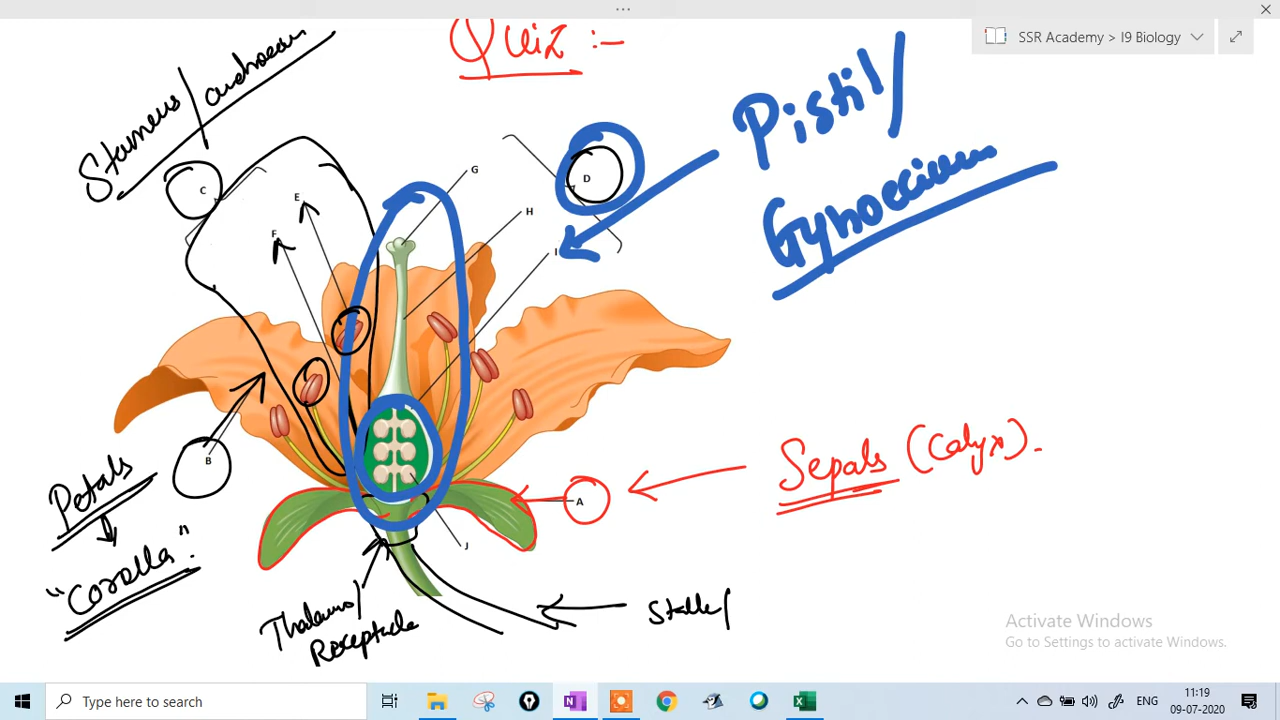 ...
SSR Academy > I9 Biology
Quiz :-
Stamens/androecium
Pistil/
Gynoecium
C
D
G
E
H
F
I
B
A
J
Sepals (Calyx).
Petals
"Corolla".
Thalamus/
Receptacle
Stalk/
Activate Windows
Go to Settings to activate Windows.
Type here to search
ENG
11:19
09-07-2020